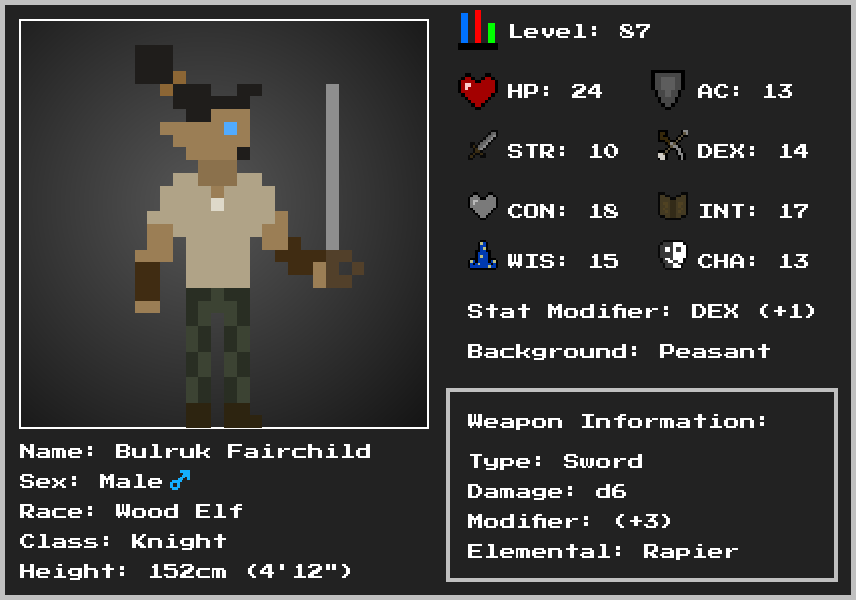 Level: 87
HP: 24
AC: 13
STR: 10
DEX: 14
CON: 18
INT: 17
WIS: 15
CHA: 13
Stat Modifier: DEX (+1)
Background: Peasant
Weapon Information:
Type: Sword
Damage: d6
Modifier: (+3)
Elemental: Rapier
Name: Bulruk Fairchild
Sex: Male♂
Race: Wood Elf
Class: Knight
Height: 152cm (4'12")